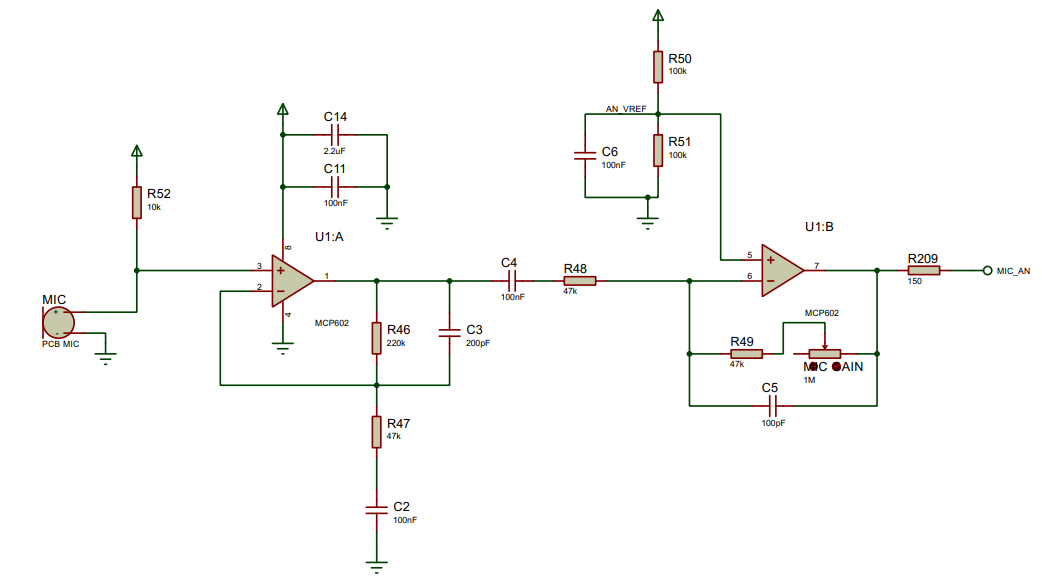 R50
100k
AN_VREF
C14
2.2uF
R51
100k
C6
100nF
C11
100nF
R52
10k
U1:A
8
3
2
1
4
MCP602
U1:B
5
6
7
R209
150
MIC_AN
C4
100nF
R48
47k
MIC
+
-
PCB MIC
+
−
+
−
R46
220k
C3
200pF
MCP602
R49
47k
MIC GAIN
1M
C5
100pF
R47
47k
C2
100nF